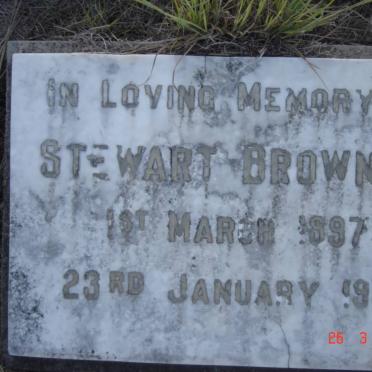 IN LOVING MEMORY
STEWART BROWN
1ST MARCH 1897
23RD JANUARY 19
26 3